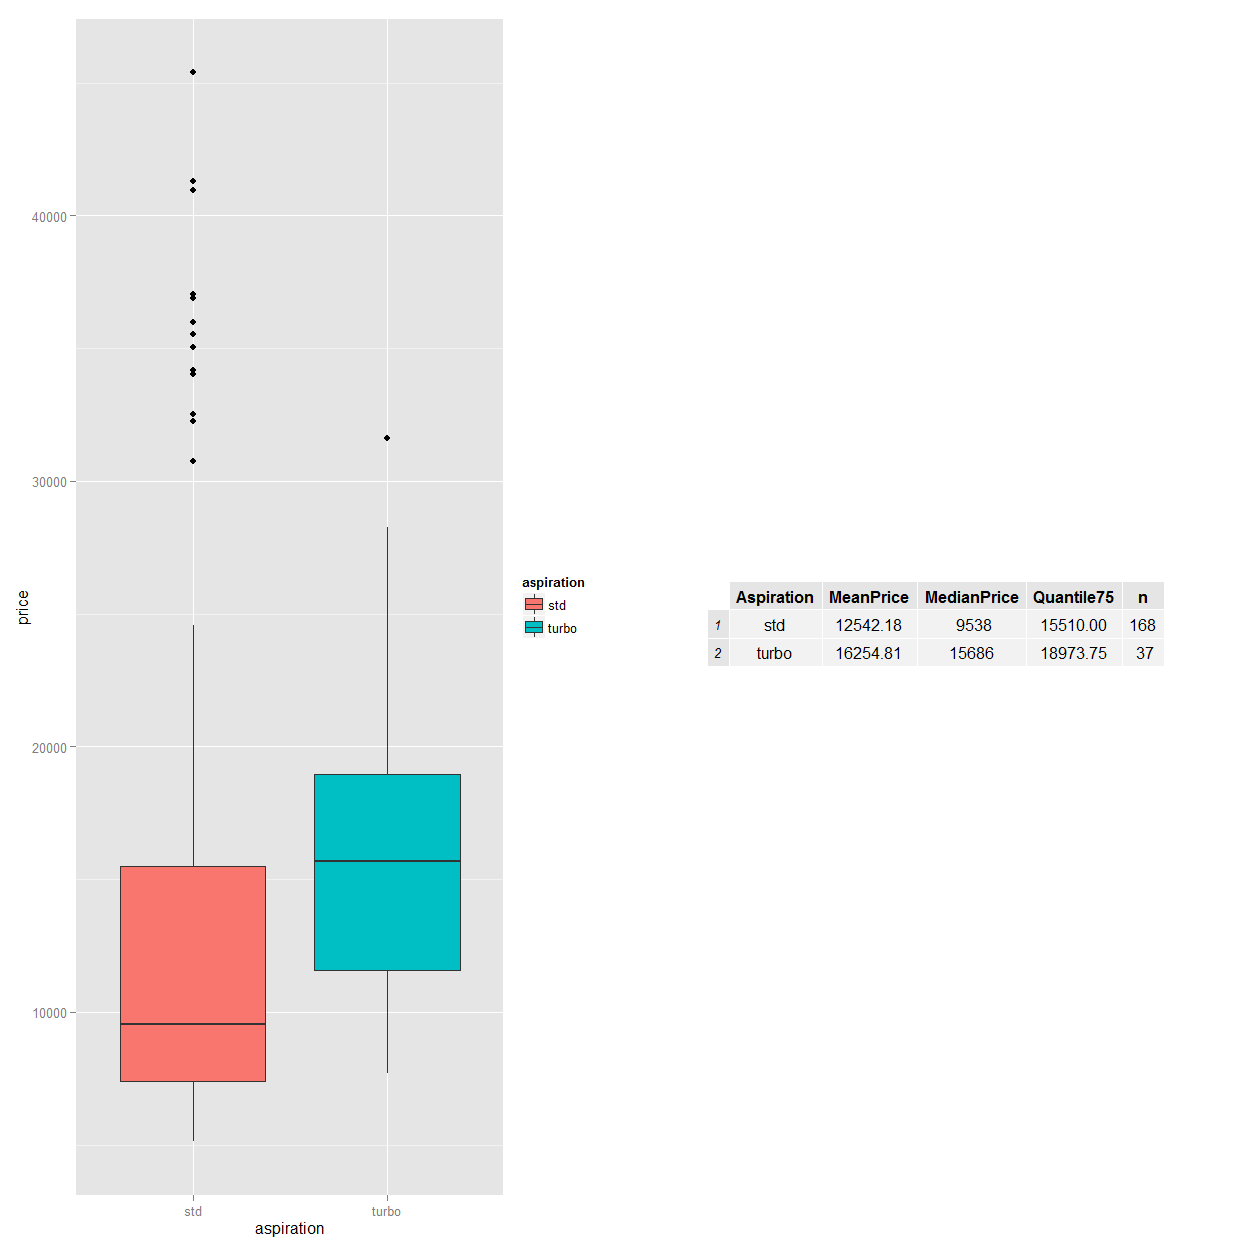 40000
30000
20000
10000
price
std
turbo
aspiration
aspiration
std
turbo
Aspiration MeanPrice MedianPrice Quantile75 n
1 std 12542.18 9538 15510.00 168
2 turbo 16254.81 15686 18973.75 37